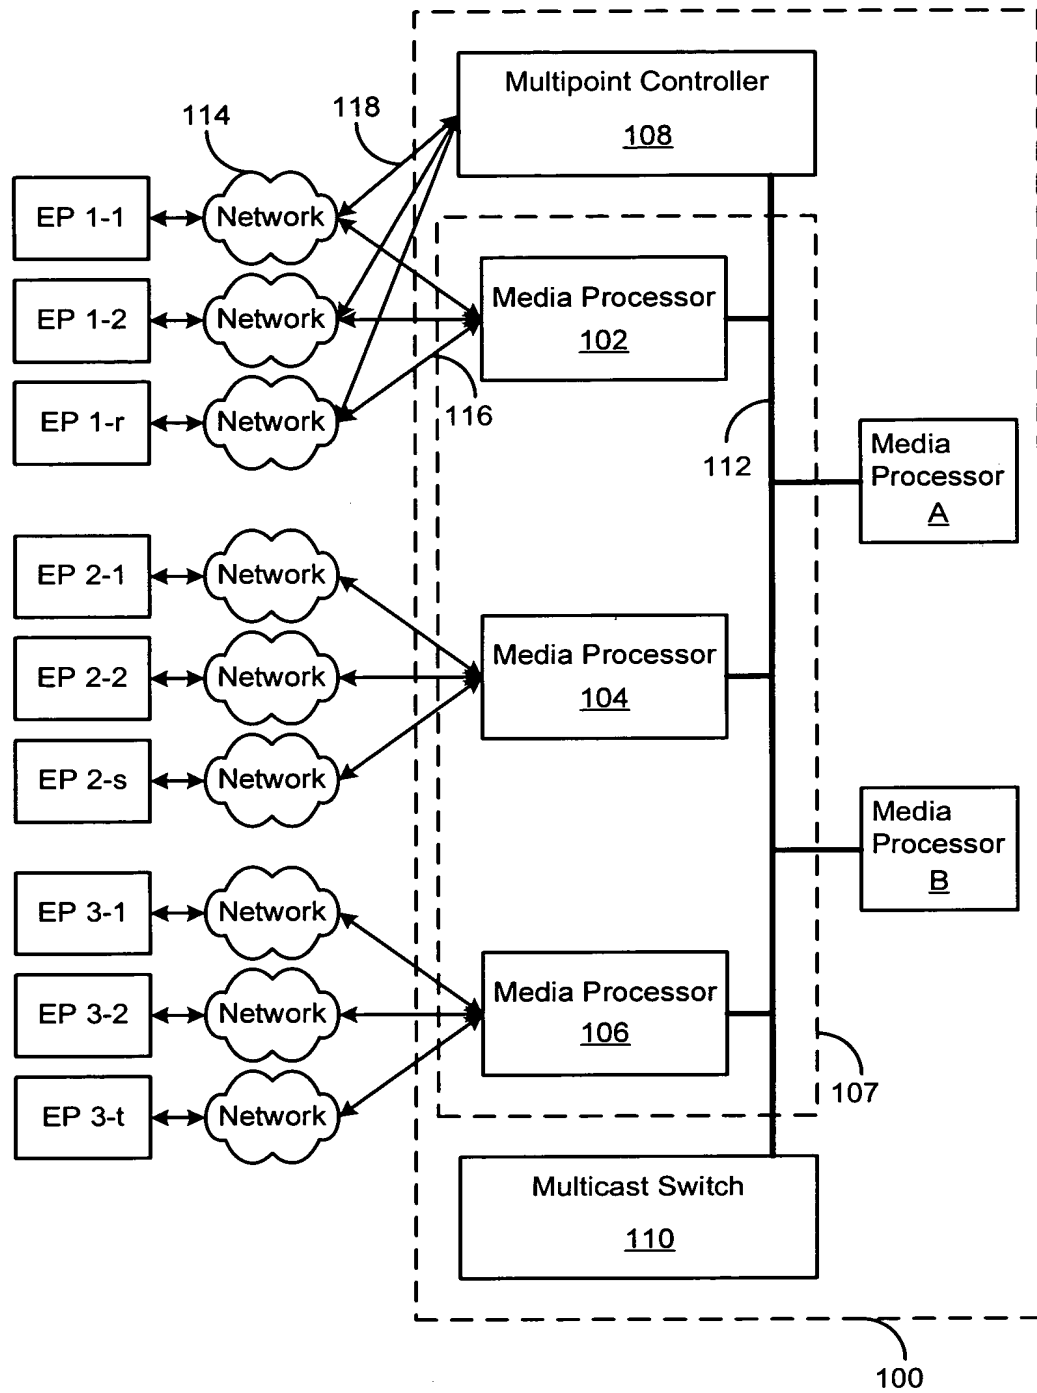 Multipoint Controller
108
114
118
EP 1-1
Network
EP 1-2
Network
EP 1-r
Network
Media Processor
102
116
112
Media
Processor
A
EP 2-1
Network
EP 2-2
Network
EP 2-s
Network
Media Processor
104
Media
Processor
B
EP 3-1
Network
EP 3-2
Network
EP 3-t
Network
Media Processor
106
107
Multicast Switch
110
100